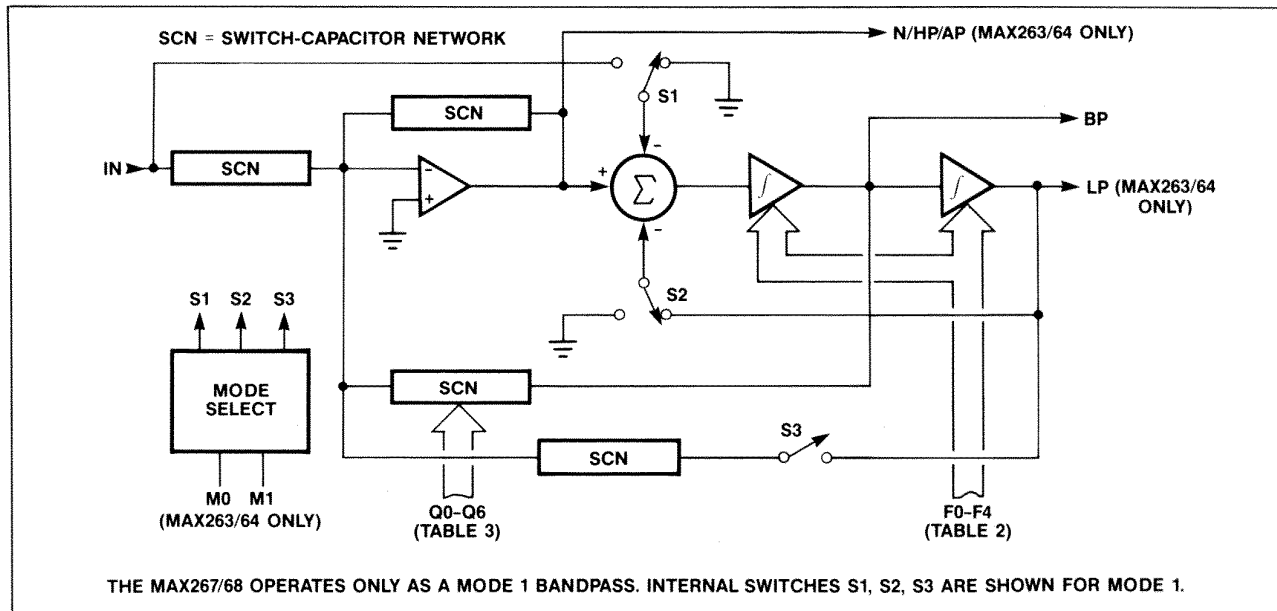 SCN = SWITCH-CAPACITOR NETWORK
N/HP/AP (MAX263/64 ONLY)
S1
SCN
BP
IN
SCN
-
+
+
-
Σ
-
∫
∫
LP (MAX263/64
ONLY)
S2
S1 S2 S3
MODE
SELECT
M0 M1
(MAX263/64 ONLY)
SCN
SCN
S3
Q0-Q6
(TABLE 3)
F0-F4
(TABLE 2)
THE MAX267/68 OPERATES ONLY AS A MODE 1 BANDPASS. INTERNAL SWITCHES S1, S2, S3 ARE SHOWN FOR MODE 1.